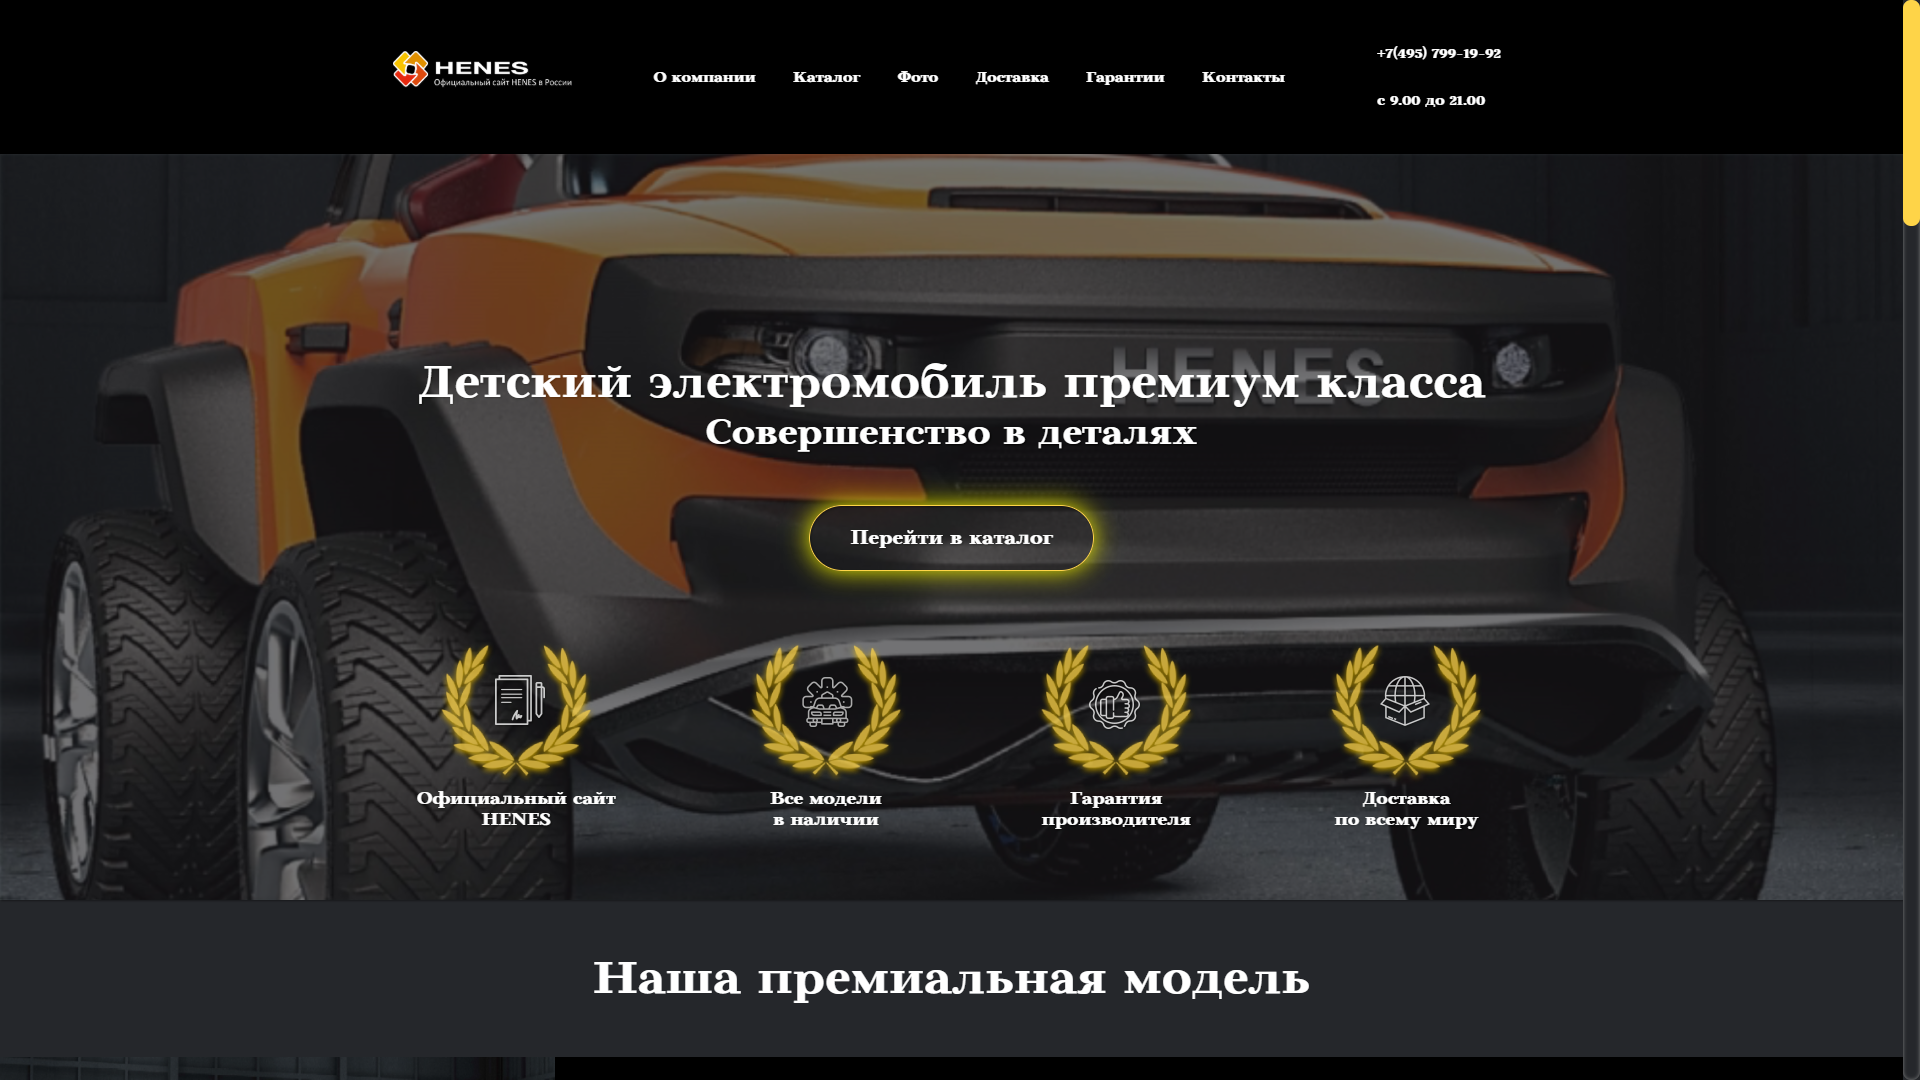 HENES
Официальный сайт HENES в России
О компании
Каталог
Фото
Доставка
Гарантии
Контакты
+7(495) 799-19-92
с 9.00 до 21.00
HENES
Детский электромобиль премиум класса
Совершенство в деталях
Перейти в каталог
Официальный сайт
HENES
Все модели
в наличии
Гарантия
производителя
Доставка
по всему миру
Наша премиальная модель